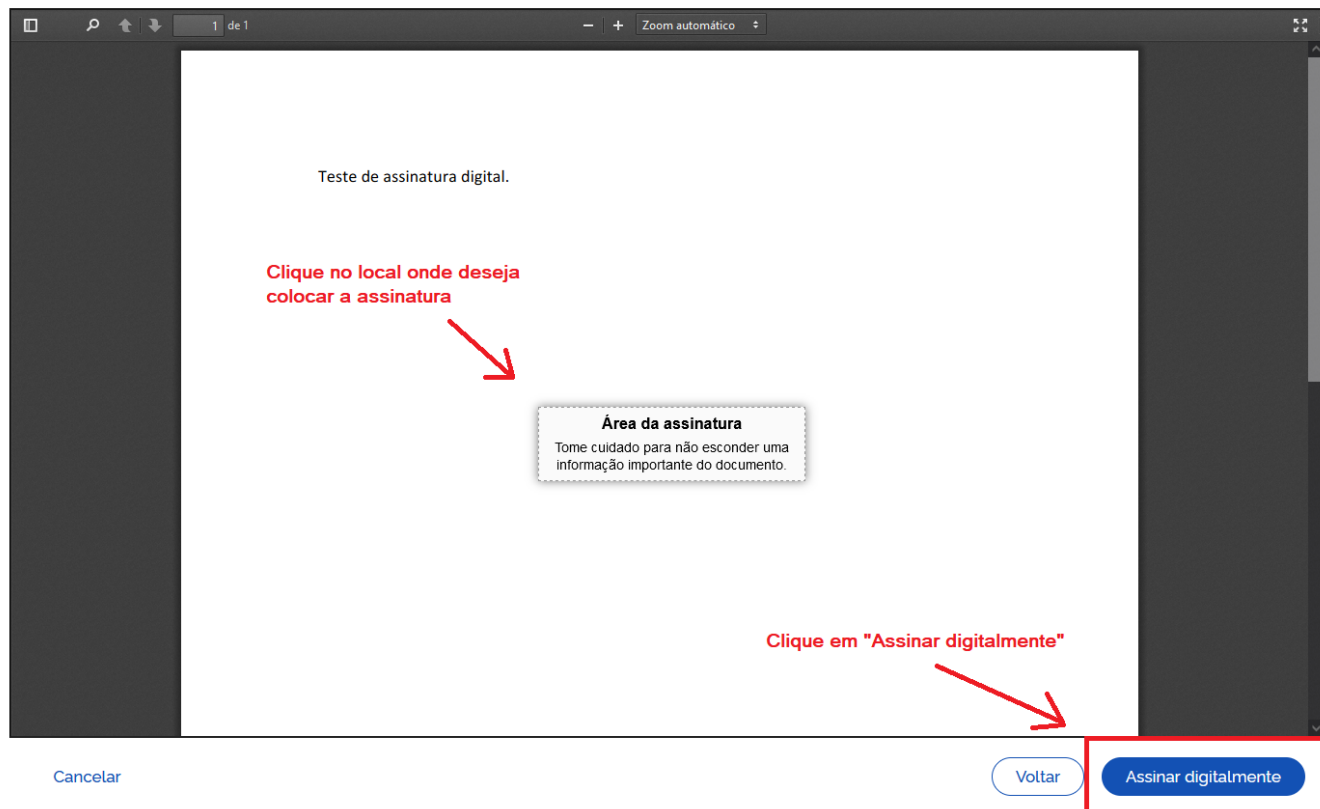 1 de 1
Zoom automático
Teste de assinatura digital.
Clique no local onde deseja
colocar a assinatura
Área da assinatura
Tome cuidado para não esconder uma
informação importante do documento.
Clique em "Assinar digitalmente"
Cancelar
Voltar
Assinar digitalmente